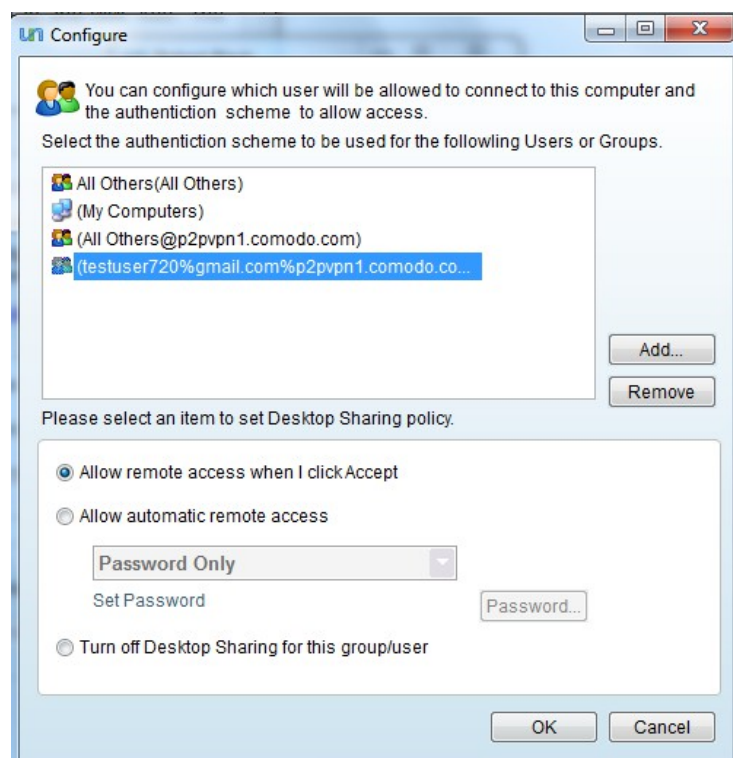 un Configure
You can configure which user will be allowed to connect to this computer and
the authentiction scheme to allow access.
Select the authentiction scheme to be used for the followling Users or Groups.
All Others(All Others)
(My Computers)
(All Others@p2pvpn1.comodo.com)
(testuser720%gmail.com%p2pvpn1.comodo.co...
Add...
Remove
Please select an item to set Desktop Sharing policy.
Allow remote access when I click Accept
Allow automatic remote access
Password Only
Set Password
Password...
Turn off Desktop Sharing for this group/user
OK
Cancel